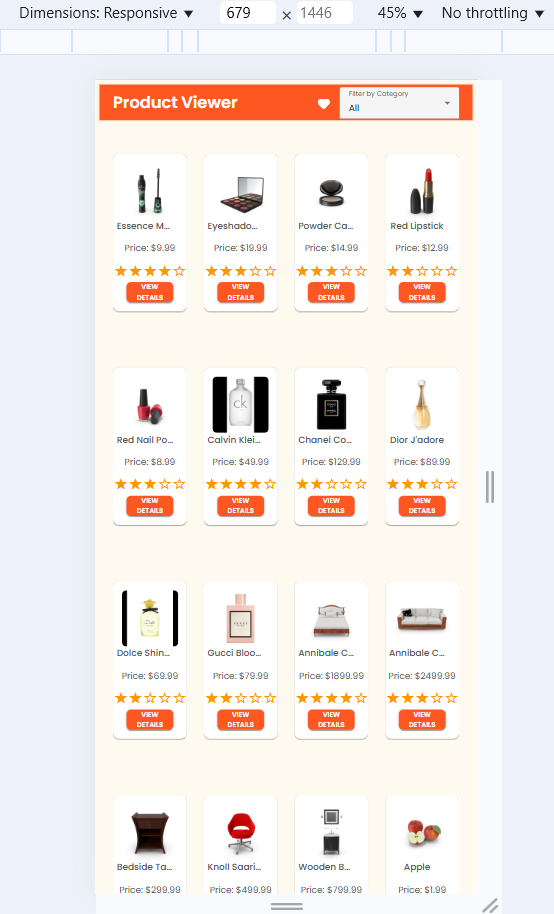 Dimensions: Responsive 679 × 1446 45% No throttling
Product Viewer
Filter by Category
All
Essence M... Eyeshado... Powder Ca... Red Lipstick
Price: $9.99 Price: $19.99 Price: $14.99 Price: $12.99
VIEW DETAILS VIEW DETAILS VIEW DETAILS VIEW DETAILS
Red Nail Po... Calvin Klei... Chanel Co... Dior J'adore
Price: $8.99 Price: $49.99 Price: $129.99 Price: $89.99
VIEW DETAILS VIEW DETAILS VIEW DETAILS VIEW DETAILS
Dolce Shin... Gucci Bloo... Annibale C... Annibale C...
Price: $69.99 Price: $79.99 Price: $1899.99 Price: $2499.99
VIEW DETAILS VIEW DETAILS VIEW DETAILS VIEW DETAILS
Bedside Ta... Knoll Saari... Wooden B... Apple
Price: $299.99 Price: $499.99 Price: $799.99 Price: $1.99